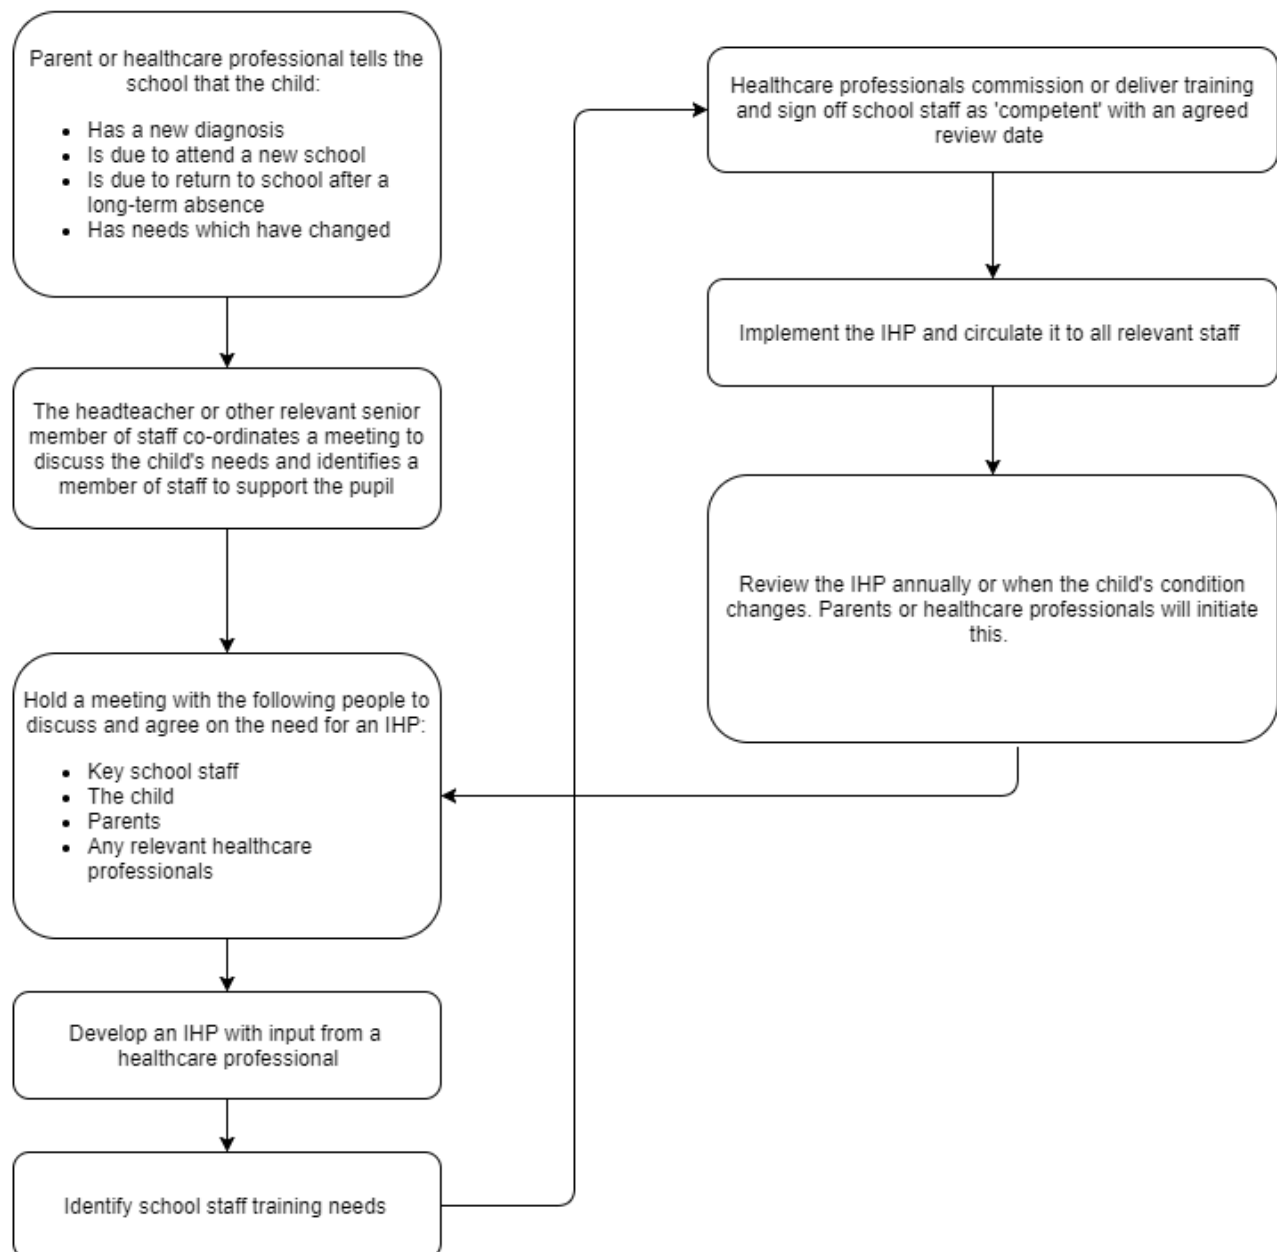 Parent or healthcare professional tells the
school that the child:
• Has a new diagnosis
• Is due to attend a new school
• Is due to return to school after a
long-term absence
• Has needs which have changed
The headteacher or other relevant senior
member of staff co-ordinates a meeting to
discuss the child's needs and identifies a
member of staff to support the pupil
Hold a meeting with the following people to
discuss and agree on the need for an IHP:
• Key school staff
• The child
• Parents
• Any relevant healthcare
professionals
Develop an IHP with input from a
healthcare professional
Identify school staff training needs
Healthcare professionals commission or deliver training
and sign off school staff as 'competent' with an agreed
review date
Implement the IHP and circulate it to all relevant staff
Review the IHP annually or when the child's condition
changes. Parents or healthcare professionals will initiate
this.